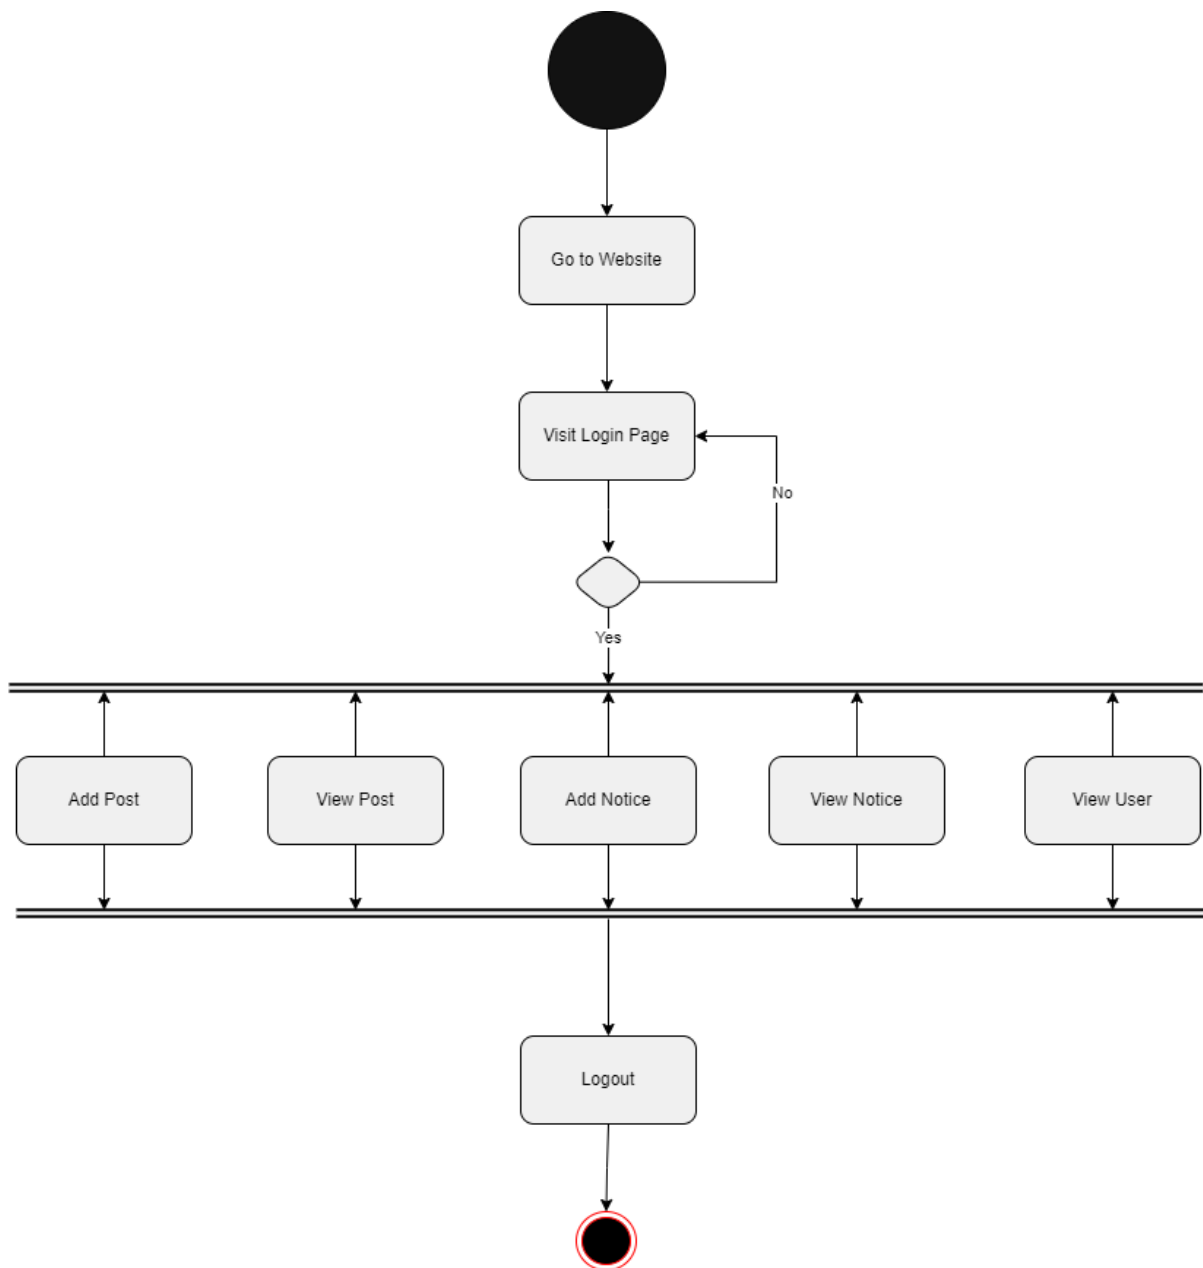 Go to Website
Visit Login Page
No
Yes
Add Post
View Post
Add Notice
View Notice
View User
Logout